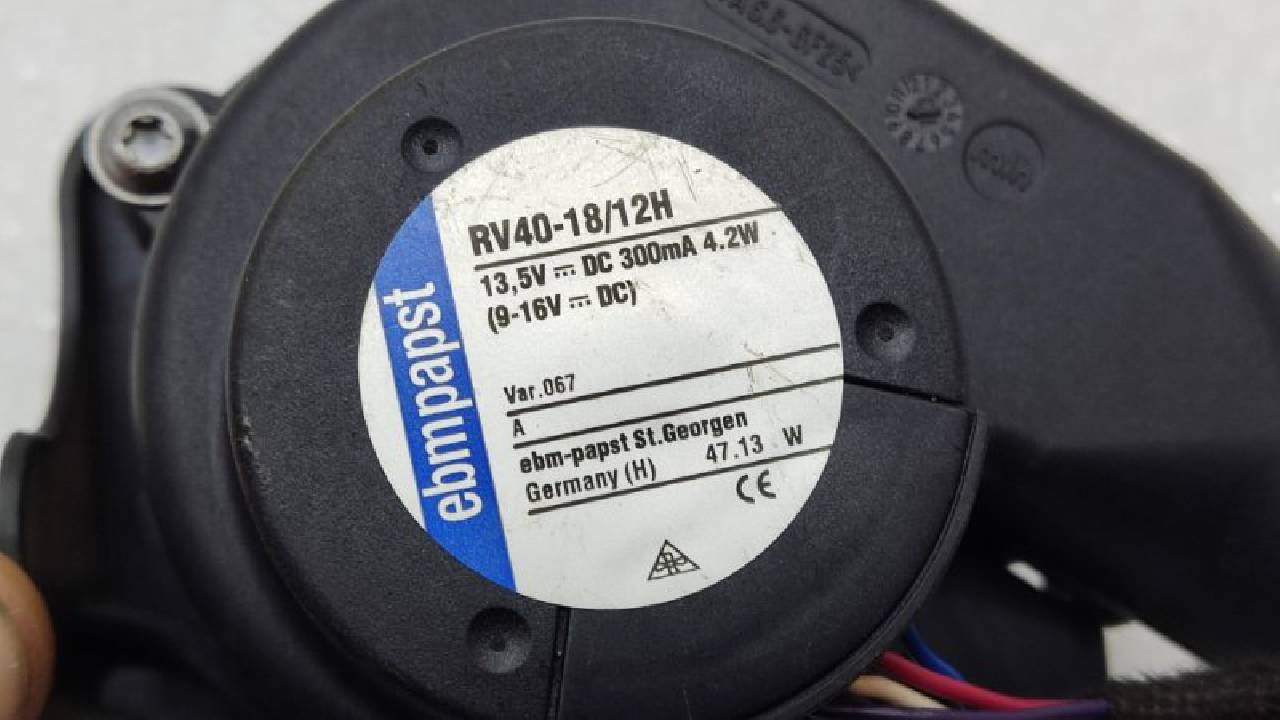 RV40-18/12H
13,5V ⎓ DC 300mA 4.2W
(9-16V ⎓ DC)
Var.067
A
ebm-papst St.Georgen
Germany (H) 47.13 W
CE
ebmpapst